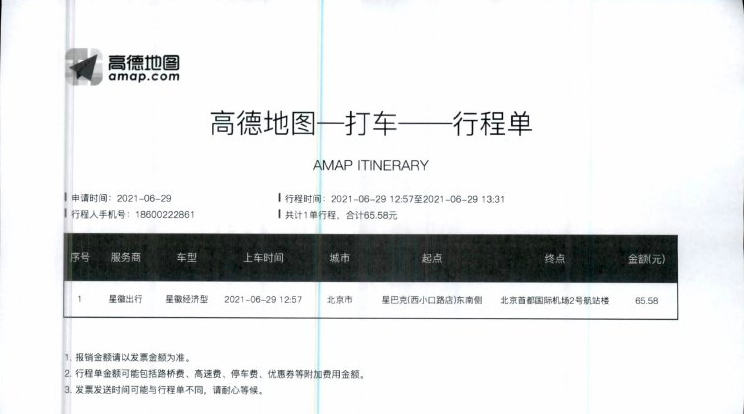 高德地图
amap.com
高德地图—打车——行程单
AMAP ITINERARY
申请时间：2021-06-29 行程时间：2021-06-29 12:57至2021-06-29 13:31
行程人手机号：18600222861 共计1单行程，合计65.58元
序号 服务商 车型 上车时间 城市 起点 终点 金额(元)
1 星徽出行 星徽经济型 2021-06-29 12:57 北京市 星巴克(西小口路店)东南侧 北京首都国际机场2号航站楼 65.58
1. 报销金额请以发票金额为准。
2. 行程单金额可能包括路桥费、高速费、停车费、优惠券等附加费用金额。
3. 发票发送时间可能与行程单不同，请耐心等候。